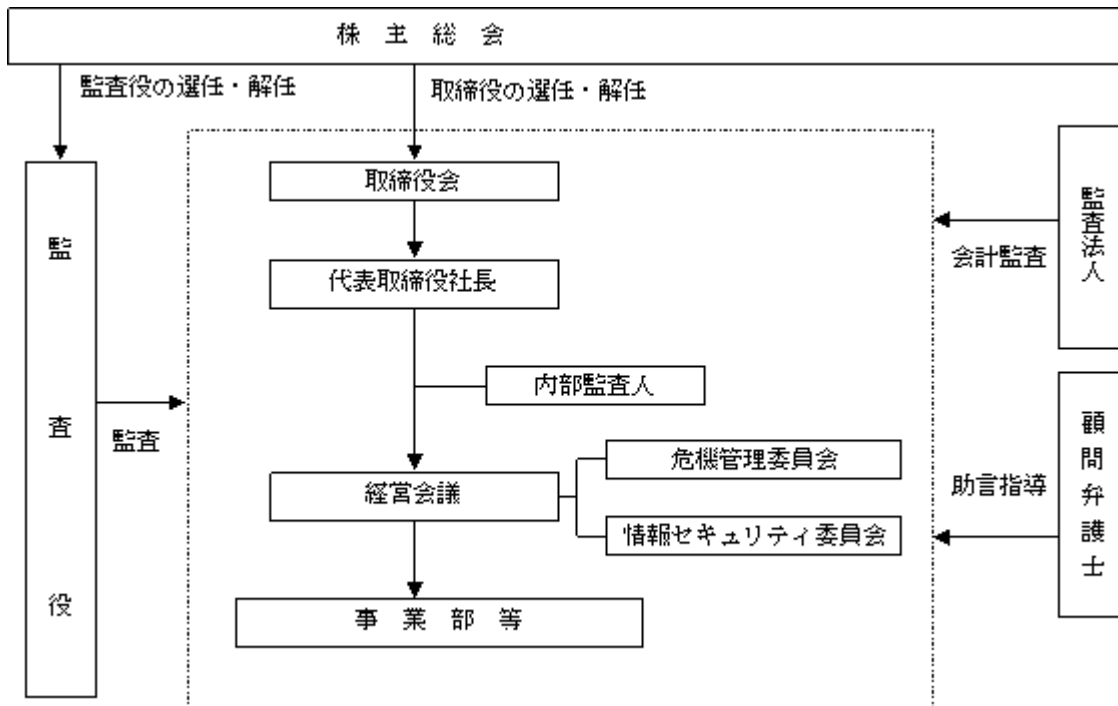 株主総会
監査役の選任・解任
取締役の選任・解任
取締役会
代表取締役社長
内部監査人
経営会議
危機管理委員会
情報セキュリティ委員会
事業部等
監査役
監査
監査法人
会計監査
顧問弁護士
助言指導